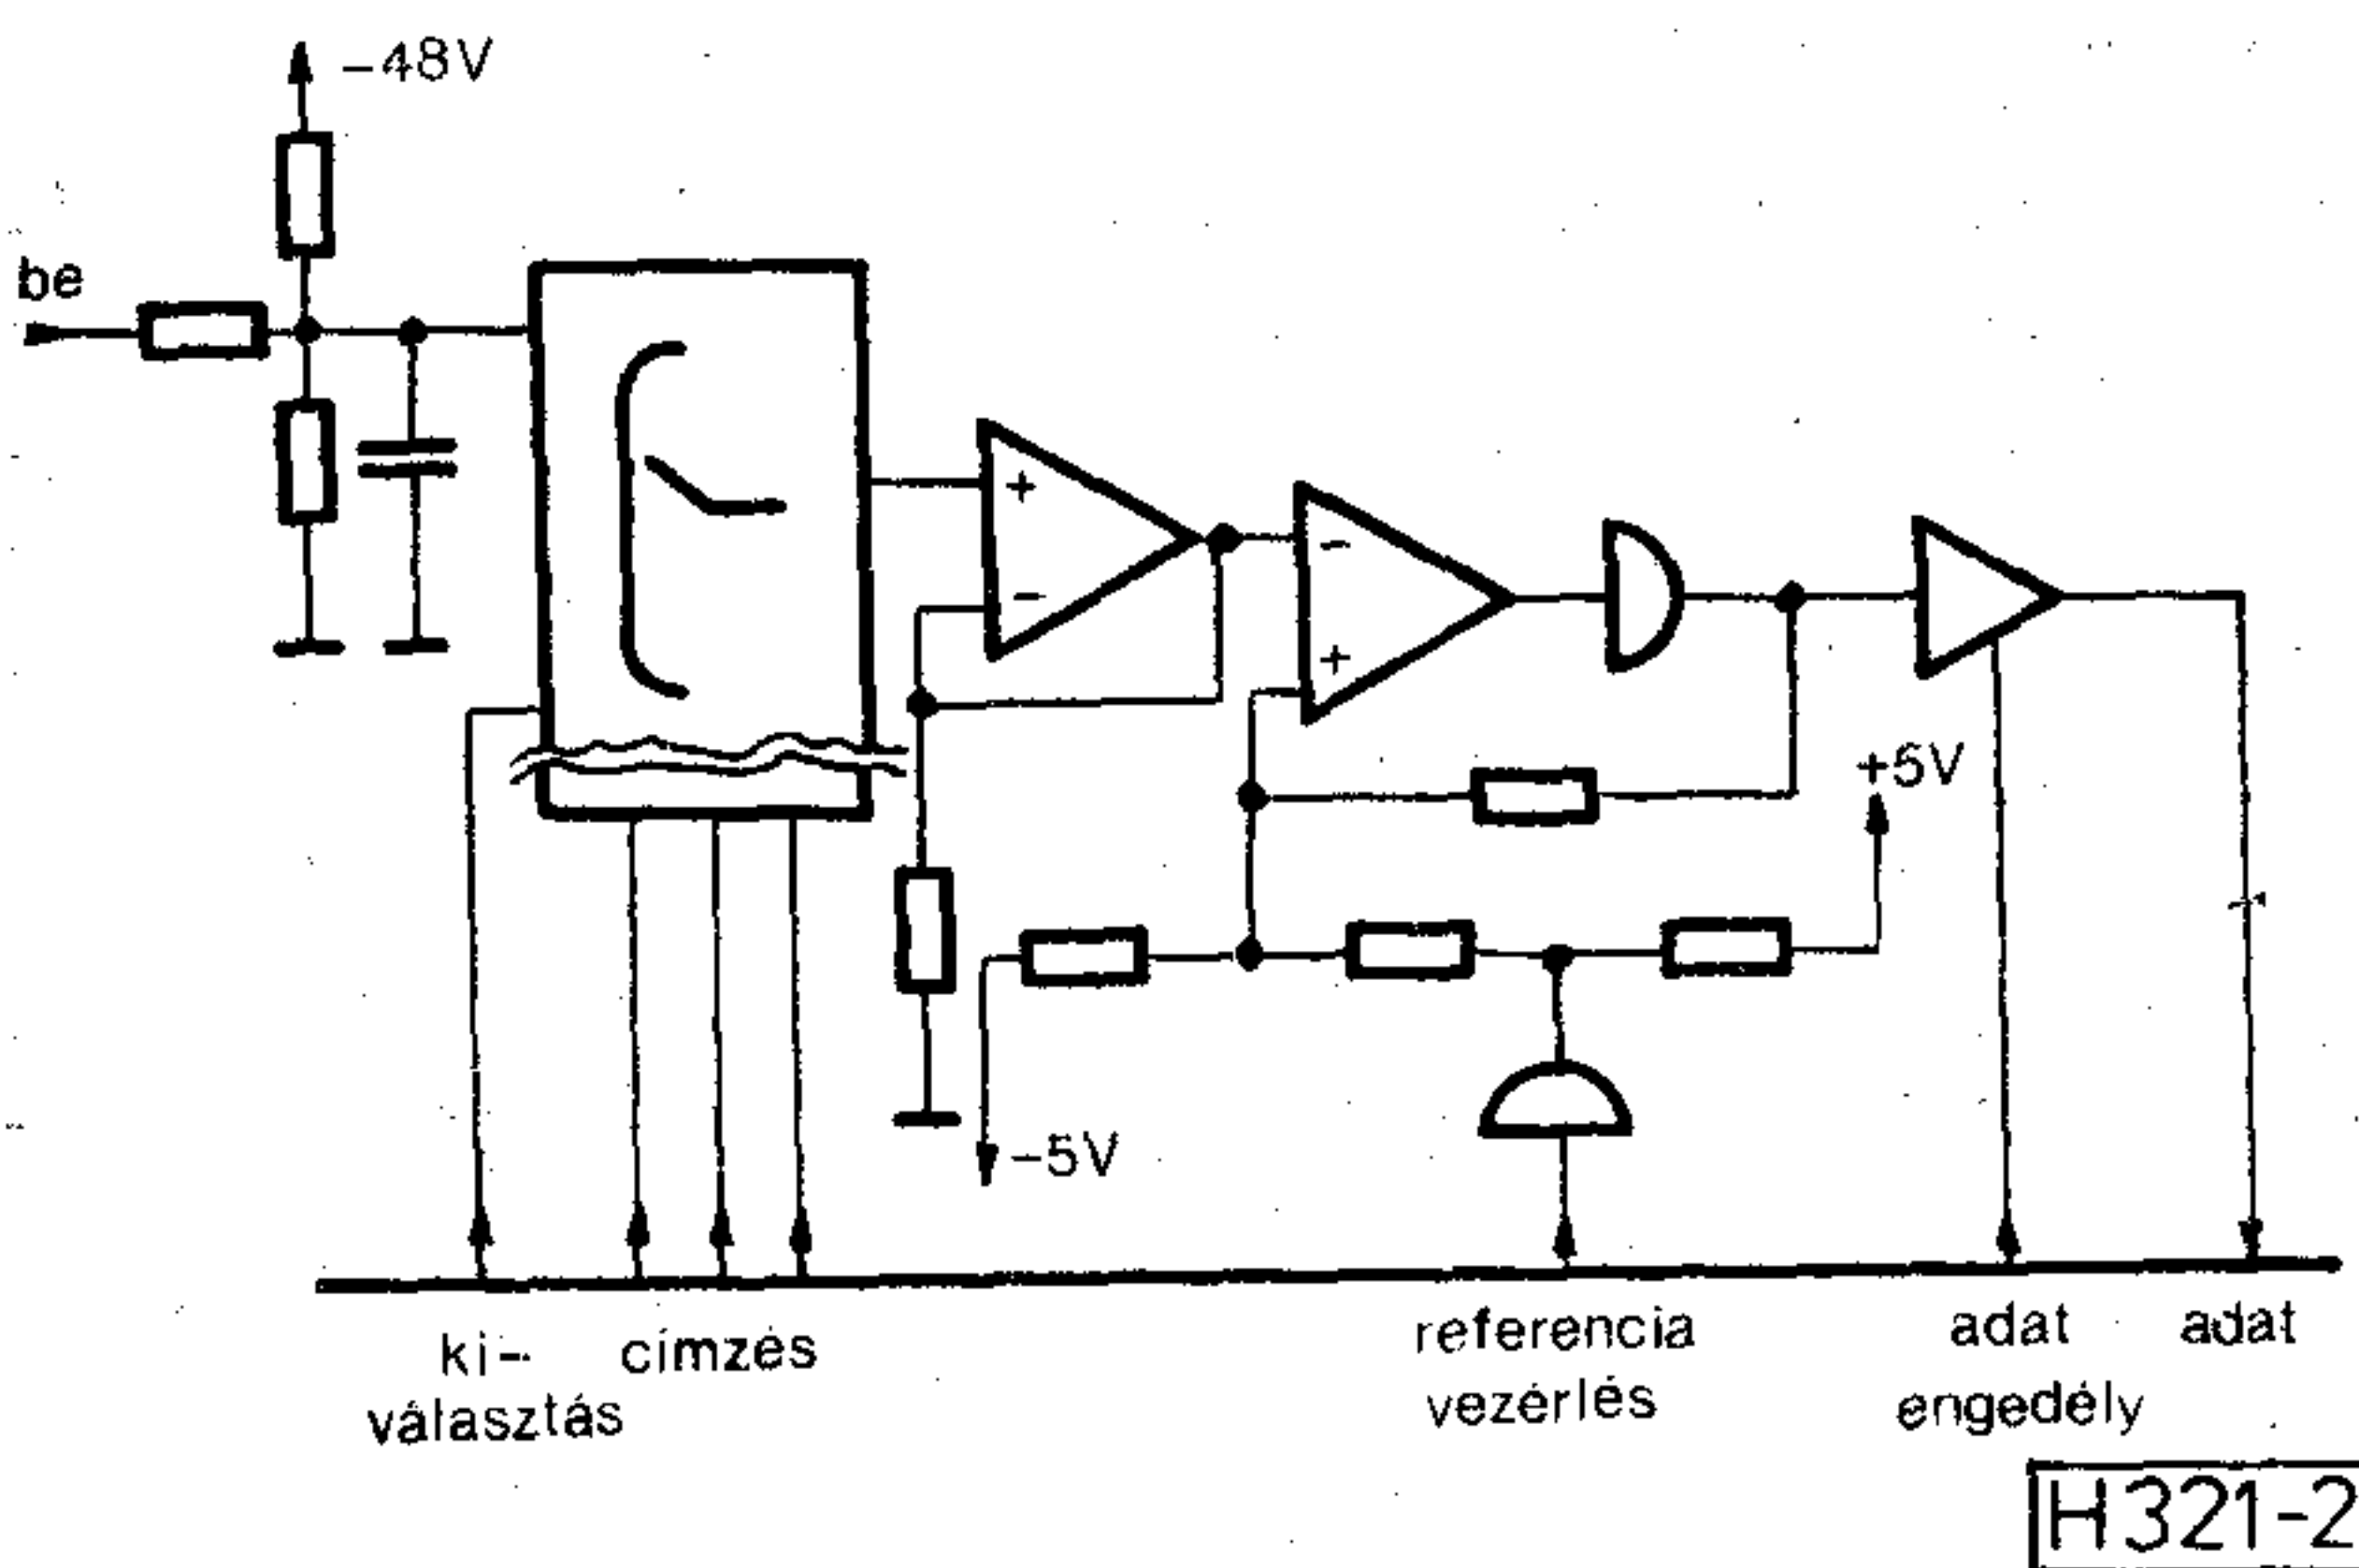 -48V
be
+
-
-
+
+5V
-5V
ki- címzés referencia adat adat
választás vezérlés engedély
H321-2